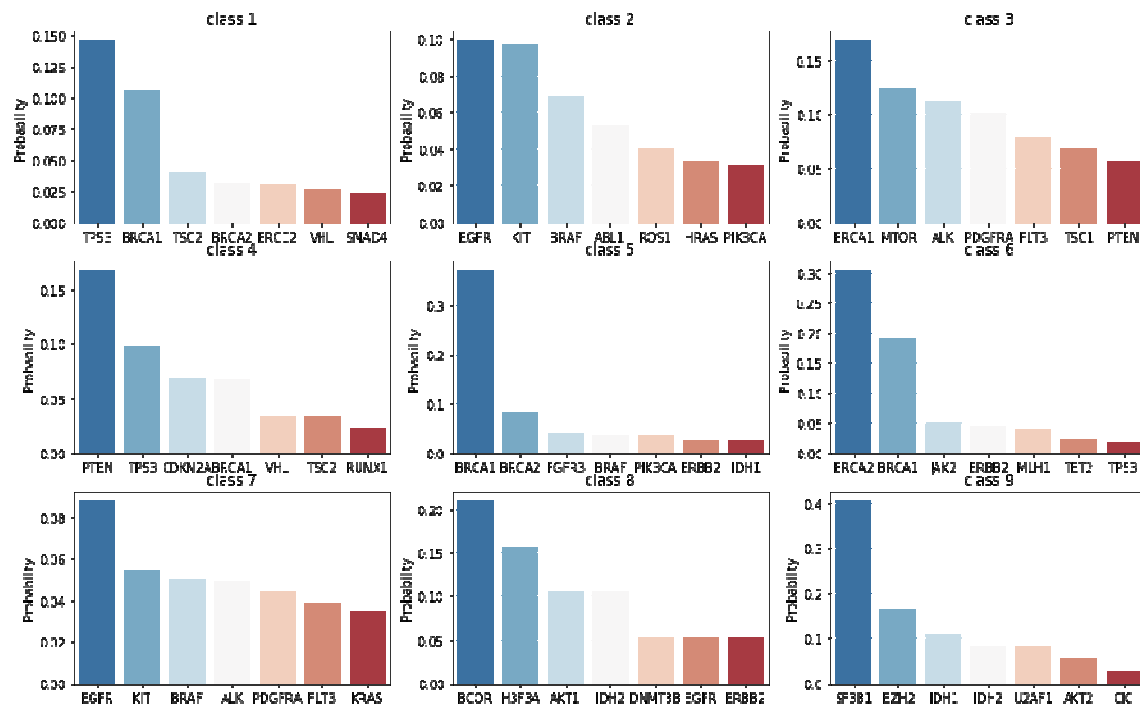 class 1
Probability
0.150
0.125
0.100
0.075
0.050
0.025
0.000
TP53 BRCA1 TSC2 BRCA2 ERCC2 VHL SMAD4
class 2
Probability
0.10
0.08
0.06
0.04
0.02
0.00
EGFR KIT BRAF ABL1 ROS1 HRAS PIK3CA
class 3
Probability
0.15
0.10
0.05
0.00
BRCA1 MTOR ALK PDGFRA FLT3 TSC1 PTEN
class 4
Probability
0.15
0.10
0.05
0.00
PTEN TP53 CDKN2A BRCA1 VHL TSC2 RUNX1
class 5
Probability
0.3
0.2
0.1
0.0
BRCA1 BRCA2 FGFR3 BRAF PIK3CA ERBB2 IDH1
class 6
Probability
0.30
0.25
0.20
0.15
0.10
0.05
0.00
BRCA2 BRCA1 JAK2 ERBB2 MLH1 TET2 TP53
class 7
Probability
0.08
0.06
0.04
0.02
0.00
EGFR KIT BRAF ALK PDGFRA FLT3 KRAS
class 8
Probability
0.20
0.15
0.10
0.05
0.00
BCOR H3F3A AKT1 IDH2 DNMT3B EGFR ERBB2
class 9
Probability
0.4
0.3
0.2
0.1
0.0
SF3B1 EZH2 IDH1 IDH2 U2AF1 AKT2 CIC